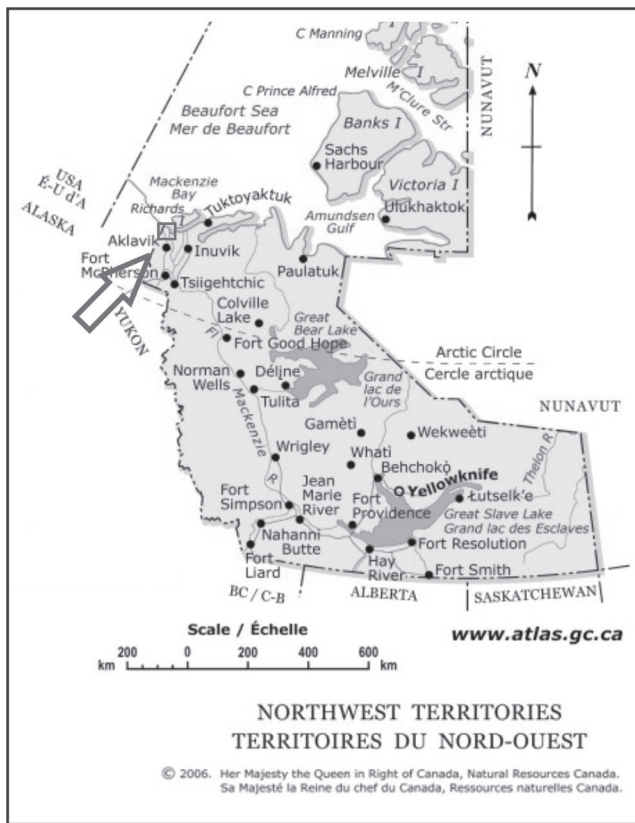 C Manning
Melville I
M'Clure Str
NUNAVUT
N
C Prince Alfred
Beaufort Sea
Mer de Beaufort
Banks I
Sachs
Harbour
Victoria I
Ulukhaktok
USA
É-U d'A
ALASKA
Mackenzie
Bay
Richards I
Tuktoyaktuk
Amundsen
Gulf
Aklavik
Inuvik
Paulatuk
Fort
McPherson
Tsiigehtchic
YUKON
Colville
Lake
Great
Bear Lake
Fort Good Hope
Arctic Circle
Cercle arctique
Norman
Wells
Déline
Tulita
Grand
lac de
l'Ours
Mackenzie
R
NUNAVUT
Gamètì
Wekweètì
Whatì
Wrigley
Behchokò
Thelon R
Yellowknife
Fort
Simpson
Jean
Marie
River
Fort
Providence
Łutselk'e
Great Slave Lake
Grand lac des Esclaves
Nahanni
Butte
Fort Resolution
Fort
Liard
Hay
River
Fort Smith
BC / C-B
ALBERTA
SASKATCHEWAN
Scale / Échelle
200 0 200 400 600
km km
www.atlas.gc.ca
NORTHWEST TERRITORIES
TERRITOIRES DU NORD-OUEST
© 2006. Her Majesty the Queen in Right of Canada, Natural Resources Canada.
Sa Majesté la Reine du chef du Canada, Ressources naturelles Canada.